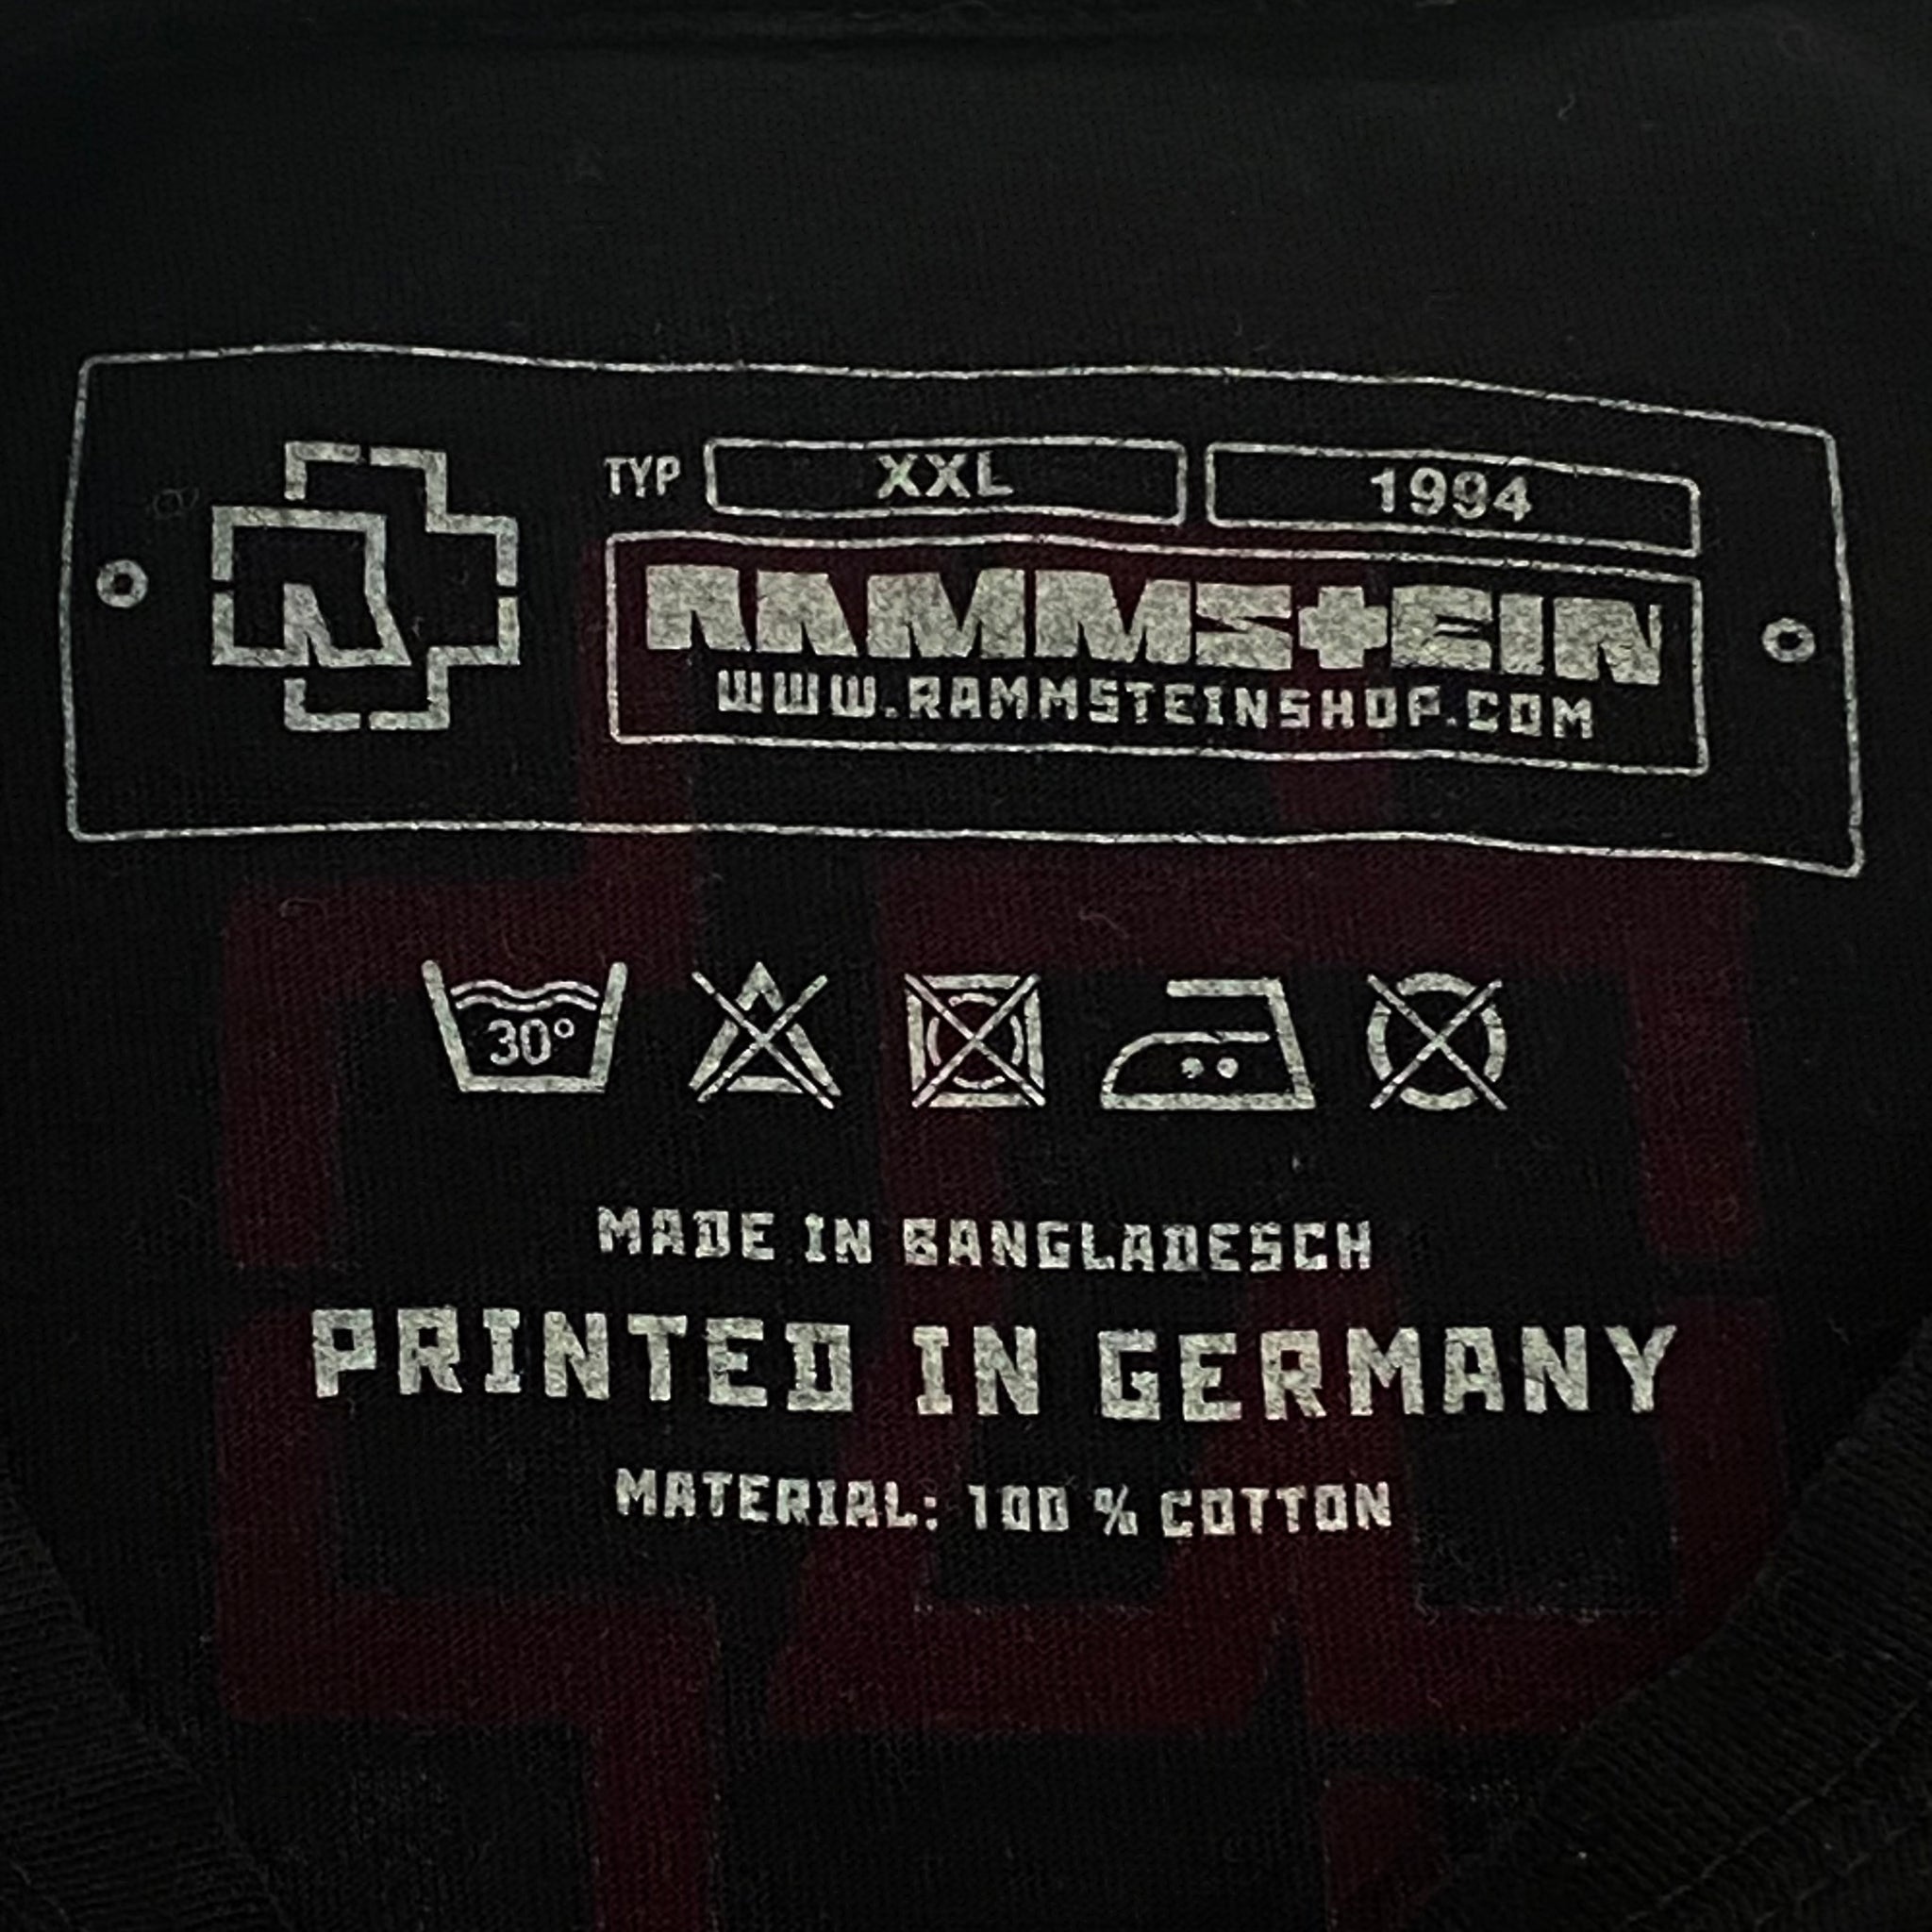 TYP XXL 1994
RAMMSTEIN
WWW.RAMMSTEINSHOP.COM
30°
MADE IN BANGLADESCH
PRINTED IN GERMANY
MATERIAL: 100 % COTTON